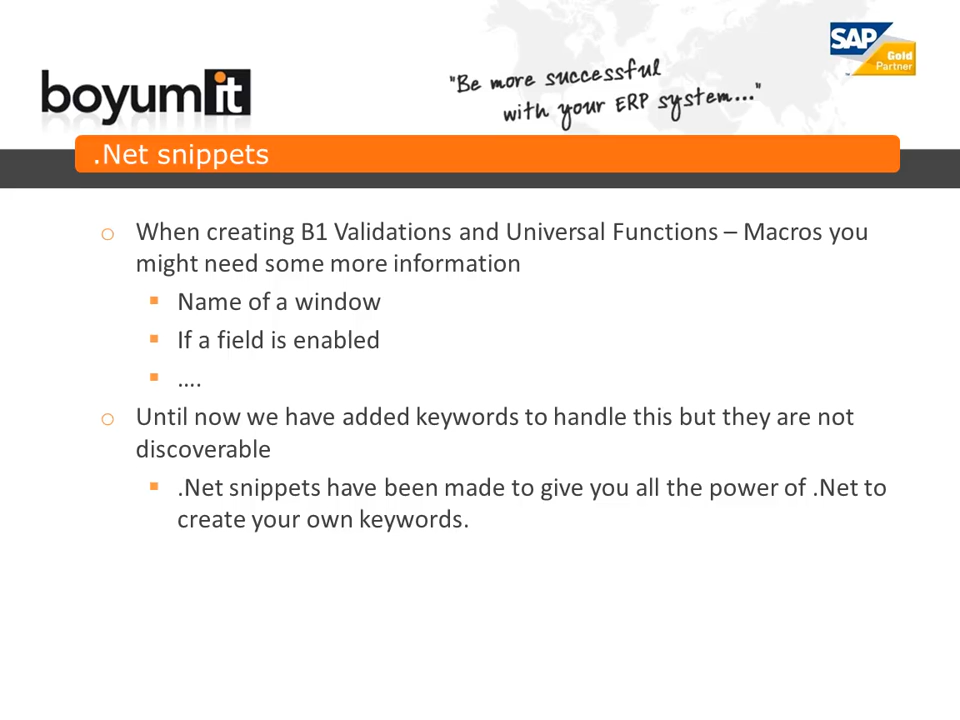 SAP
Gold
Partner
boyumit
"Be more successful
with your ERP system..."
.Net snippets
o When creating B1 Validations and Universal Functions – Macros you
might need some more information
▪ Name of a window
▪ If a field is enabled
▪ ....
o Until now we have added keywords to handle this but they are not
discoverable
▪ .Net snippets have been made to give you all the power of .Net to
create your own keywords.